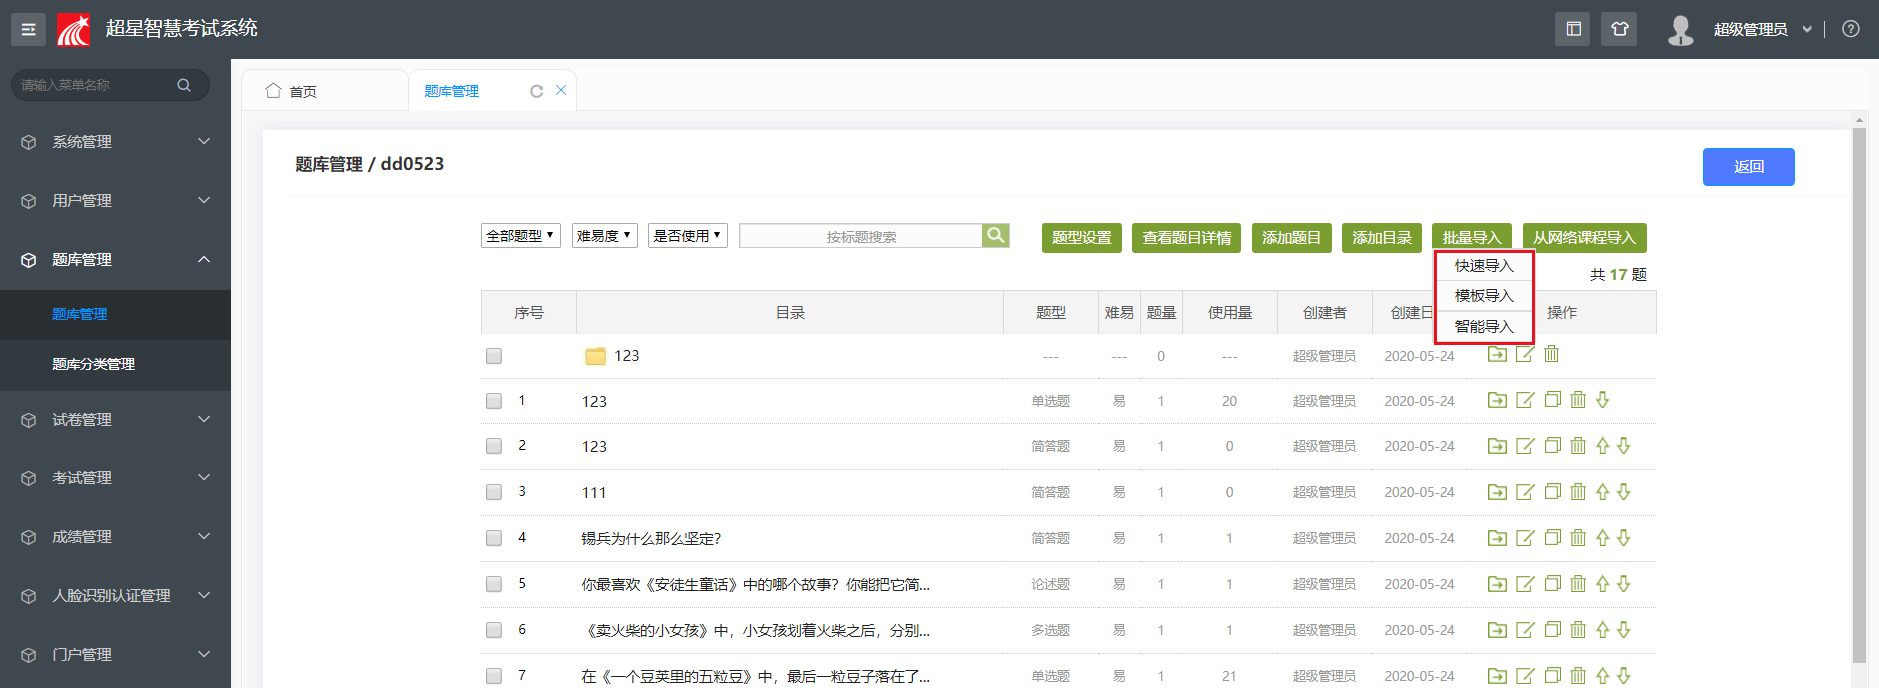 超星智慧考试系统
超级管理员
请输入菜单名称
首页
题库管理
系统管理
用户管理
题库管理
题库管理
题库分类管理
试卷管理
考试管理
成绩管理
人脸识别认证管理
门户管理
题库管理 / dd0523
返回
全部题型 难易度 是否使用 按标题搜索 题型设置 查看题目详情 添加题目 添加目录 批量导入 从网络课程导入
快速导入
模板导入
智能导入
共 17 题
序号 目录 题型 难易 题量 使用量 创建者 创建日 操作
123 --- --- 0 --- 超级管理员 2020-05-24
1 123 单选题 易 1 20 超级管理员 2020-05-24
2 123 简答题 易 1 0 超级管理员 2020-05-24
3 111 简答题 易 1 0 超级管理员 2020-05-24
4 锡兵为什么那么坚定? 简答题 易 1 1 超级管理员 2020-05-24
5 你最喜欢《安徒生童话》中的哪个故事？你能把它简... 论述题 易 1 1 超级管理员 2020-05-24
6 《卖火柴的小女孩》中，小女孩划着火柴之后，分别... 多选题 易 1 1 超级管理员 2020-05-24
7 在《一个豆荚里的五粒豆》中，最后一粒豆子落在了... 单选题 易 1 21 超级管理员 2020-05-24